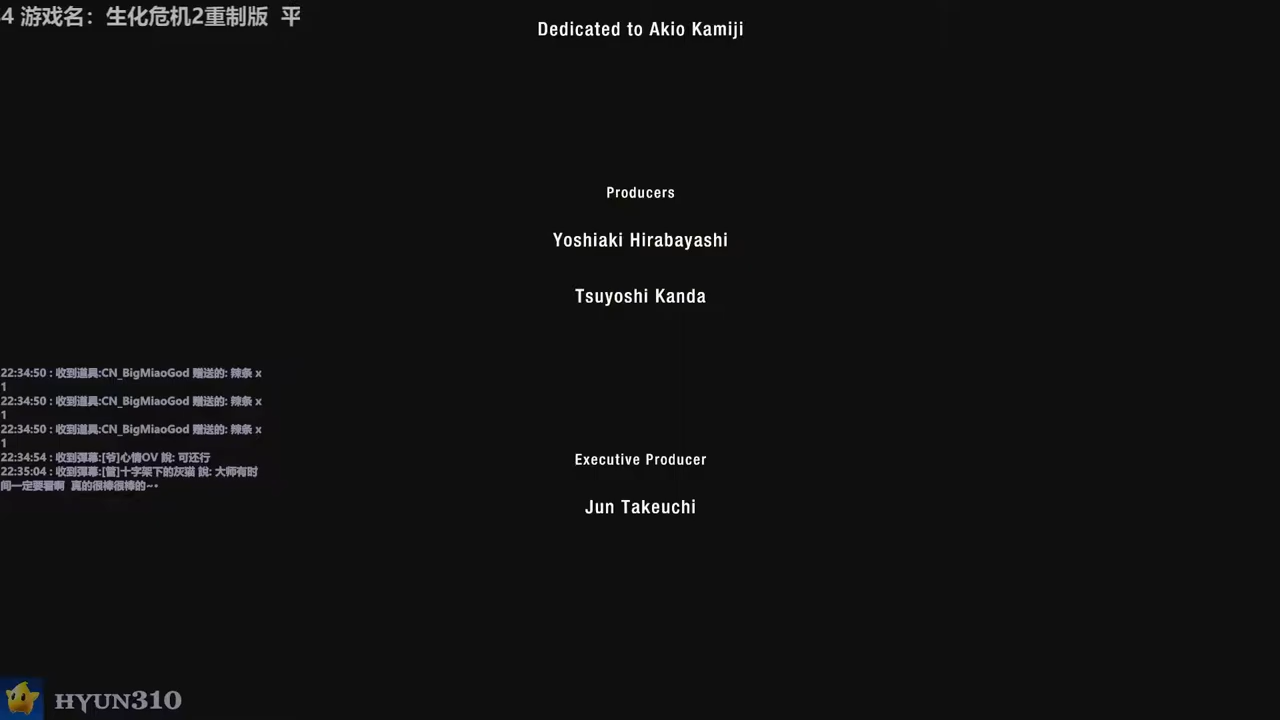 4 游戏名：生化危机2重制版 平
Dedicated to Akio Kamiji
Producers
Yoshiaki Hirabayashi
Tsuyoshi Kanda
22:34:50 : 收到道具:CN_BigMiaoGod 赠送的: 辣条 x
1
22:34:50 : 收到道具:CN_BigMiaoGod 赠送的: 辣条 x
1
22:34:50 : 收到道具:CN_BigMiaoGod 赠送的: 辣条 x
1
22:34:54 : 收到弹幕:[爷]心情OV 說: 可还行
22:35:04 : 收到弹幕:[管]十字架下的灰猫 說: 大师有时
间一定要看啊 真的很棒很棒的~•
Executive Producer
Jun Takeuchi
HYUN310